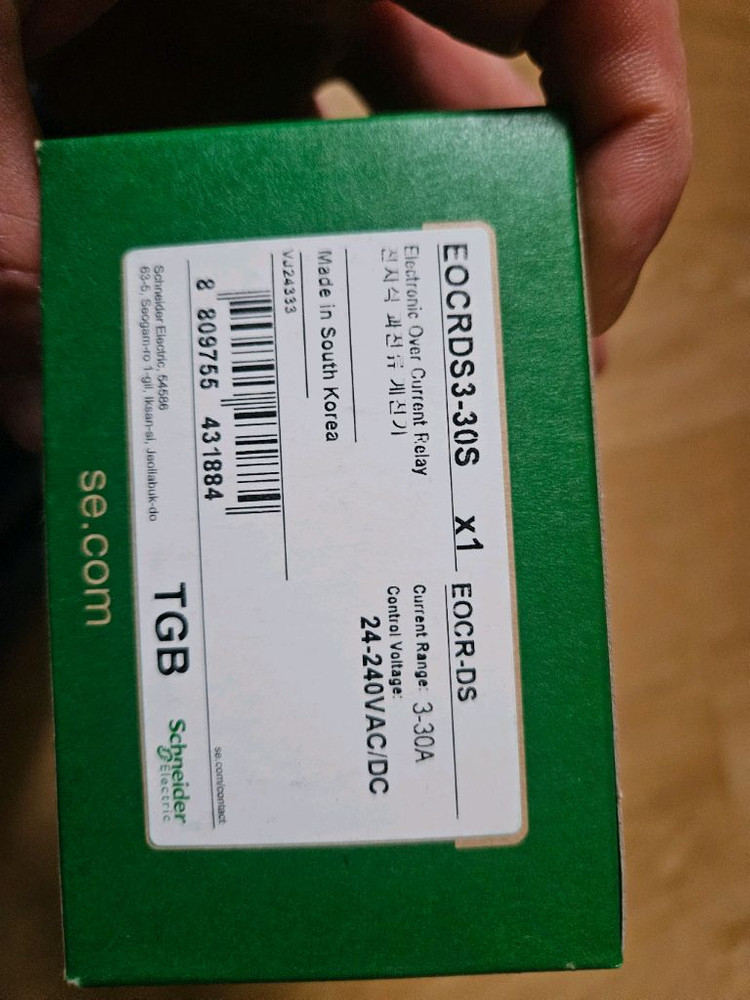 EOCRDS3-30S x1
Electronic Over Current Relay
전자식 과전류 계전기
Made in South Korea
VJ24333
8 809755 431884
Schneider Electric, 54586
63-6, Seogam-ro 1-gil, Iksan-si, Jeollabuk-do
EOCR-DS
Current Range: 3-30A
Control Voltage:
24-240VAC/DC
se.com/contact
TGB
Schneider
Electric
se.com